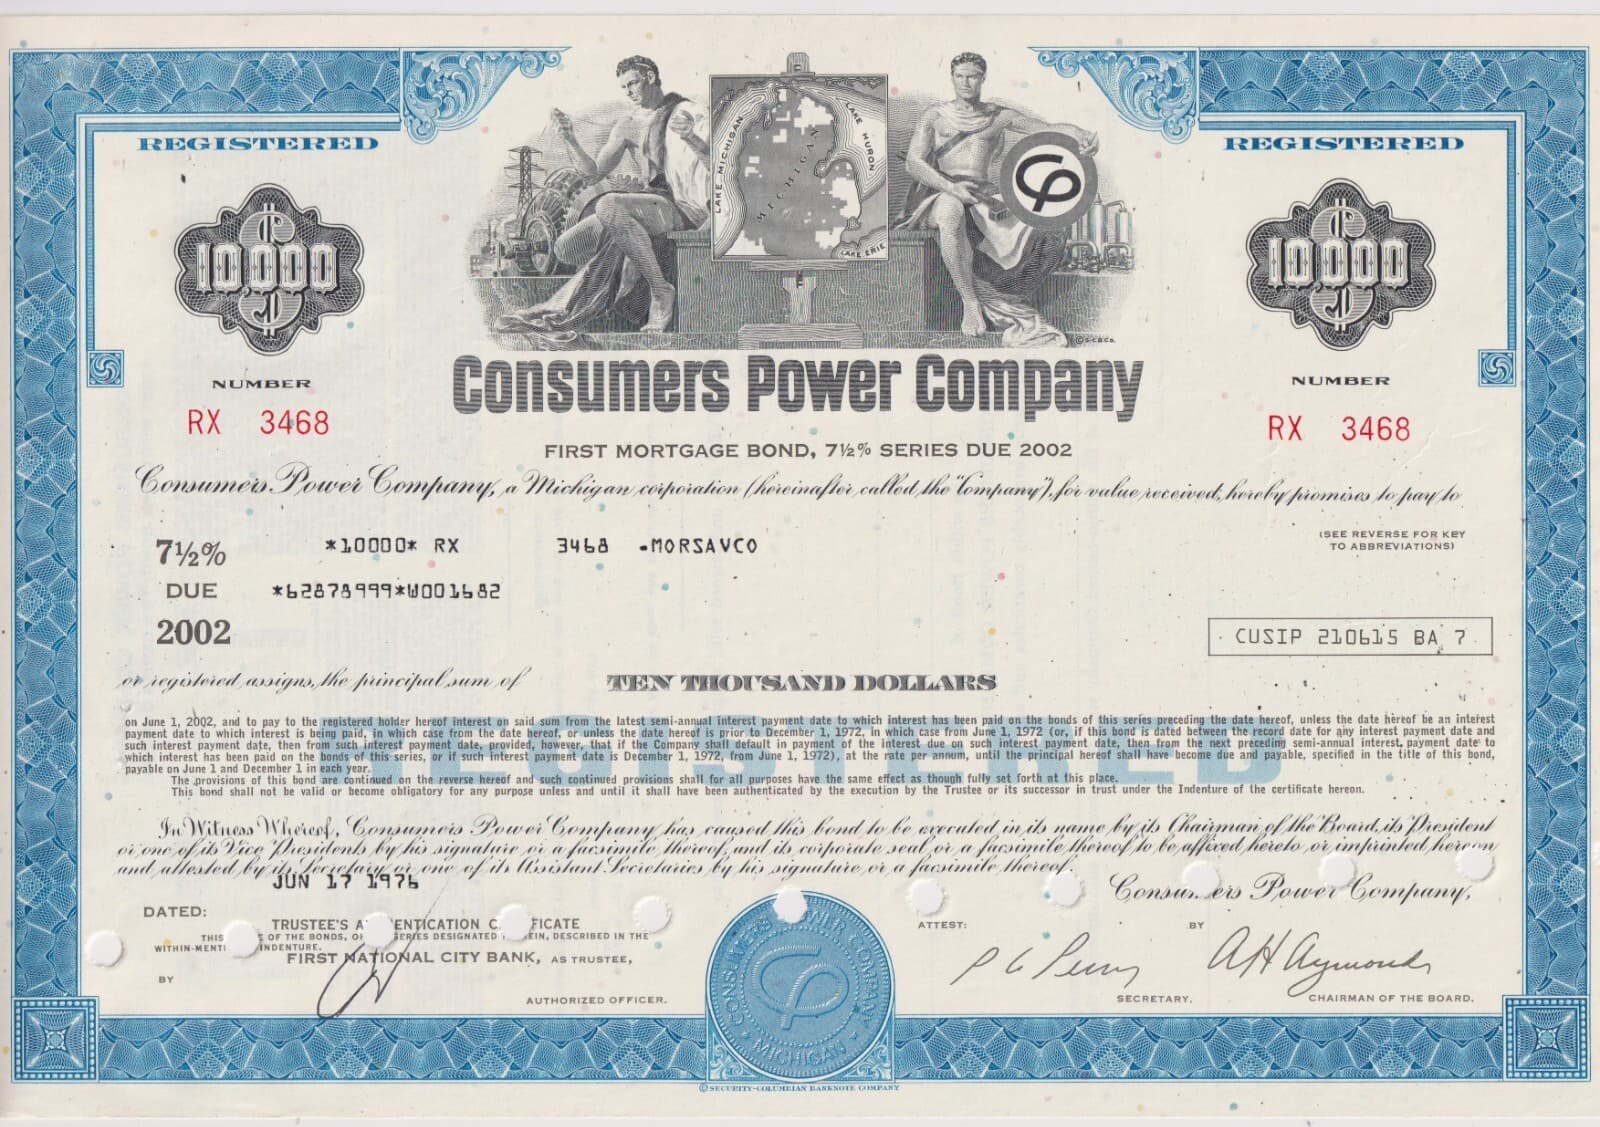 REGISTERED
REGISTERED
LAKE MICHIGAN
MICHIGAN
LAKE HURON
LAKE ERIE
CP
10,000
10,000
© S-C.B.Co.
NUMBER
RX 3468
NUMBER
RX 3468
Consumers Power Company
FIRST MORTGAGE BOND, 7½% SERIES DUE 2002
Consumers Power Company, a Michigan corporation (hereinafter called the "Company"), for value received, hereby promises to pay to
(SEE REVERSE FOR KEY
TO ABBREVIATIONS)
7½% *10000* RX 3468 -MORSAVCO
DUE *62878999*W001682
2002
CUSIP 210615 BA 7
or registered assigns, the principal sum of TEN THOUSAND DOLLARS
on June 1, 2002, and to pay to the registered holder hereof interest on said sum from the latest semi-annual interest payment date to which interest has been paid on the bonds of this series preceding the date hereof, unless the date hereof be an interest
payment date to which interest is being paid, in which case from the date hereof, or unless the date hereof is prior to December 1, 1972, in which case from June 1, 1972 (or, if this bond is dated between the record date for any interest payment date and
such interest payment date, then from such interest payment date, provided, however, that if the Company shall default in payment of the interest due on such interest payment date, then from the next preceding semi-annual interest payment date to
which interest has been paid on the bonds of this series, or if such interest payment date is December 1, 1972, from June 1, 1972), at the rate per annum, until the principal hereof shall have become due and payable, specified in the title of this bond,
payable on June 1 and December 1 in each year.
The provisions of this bond are continued on the reverse hereof and such continued provisions shall for all purposes have the same effect as though fully set forth at this place.
This bond shall not be valid or become obligatory for any purpose unless and until it shall have been authenticated by the execution by the Trustee or its successor in trust under the Indenture of the certificate hereon.
In Witness Whereof, Consumers Power Company has caused this bond to be executed in its name by its Chairman of the Board, its President
or one of its Vice Presidents by his signature or a facsimile thereof, and its corporate seal or a facsimile thereof to be affixed hereto or imprinted hereon
and attested by its Secretary or one of its Assistant Secretaries by his signature or a facsimile thereof.
JUN 17 1976
Consumers Power Company,
DATED:
TRUSTEE'S CATE
THIS OF THE BONDS, SERIES DESIGNATED DESCRIBED IN THE
INDENTURE.
FIRST NATIONAL CITY BANK, AS TRUSTEE,
BY
AUTHORIZED OFFICER.
CONSUMERS POWER COMPANY
MICHIGAN
ATTEST:
P G Perry
SECRETARY.
BY
A H Aymond
CHAIRMAN OF THE BOARD.
© SECURITY-COLUMBIAN BANKNOTE COMPANY